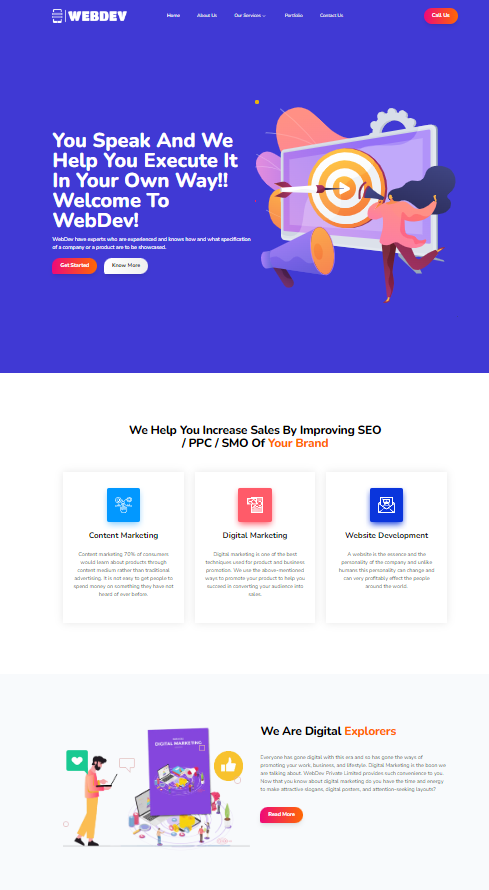 WEBDEV
Home About Us Our Services Portfolio Contact Us
Call Us
You Speak And We
Help You Execute It
In Your Own Way!!
Welcome To
WebDev!
WebDev have experts who are experienced and knows how and what specification
of a company or a product are to be showcased.
Get Started Know More
We Help You Increase Sales By Improving SEO
/ PPC / SMO Of Your Brand
Content Marketing
Content marketing 70% of consumers
would learn about products through
content medium rather than traditional
advertising. It is not easy to get people to
spend money on something they have not
heard of ever before.
Digital Marketing
Digital marketing is one of the best
techniques used for product and business
promotion. We use the above-mentioned
ways to promote your product to help you
succeed in converting your audience into
sales.
Website Development
A website is the essence and the
personality of the company and unlike
humans this personality can change and
can very profitably effect the people
around the world.
DIGITAL MARKETING
We Are Digital Explorers
Everyone has gone digital with this era and so has gone the ways of
promoting your work, business, and lifestyle. Digital Marketing is the boom we
are talking about. WebDev Private Limited provides such convenience to you.
Now that you know about digital marketing do you have the time and energy
to make attractive slogans, digital posters, and attention-seeking layouts?
Read More